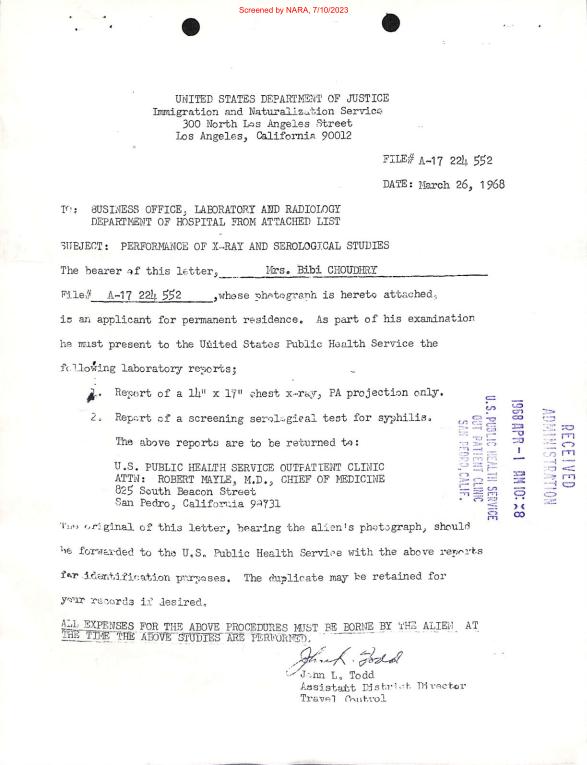 Screened by NARA, 7/10/2023
UNITED STATES DEPARTMENT OF JUSTICE
Immigration and Naturalization Service
300 North Los Angeles Street
Los Angeles, California 90012
FILE# A-17 224 552
DATE: March 26, 1968
TO: BUSINESS OFFICE, LABORATORY AND RADIOLOGY
DEPARTMENT OF HOSPITAL FROM ATTACHED LIST
SUBJECT: PERFORMANCE OF X-RAY AND SEROLOGICAL STUDIES
The bearer of this letter, Mrs. Bibi CHOUDHRY
File# A-17 224 552 ,whose photograph is hereto attached,
is an applicant for permanent residence. As part of his examination
he must present to the United States Public Health Service the
following laboratory reports;
1. Report of a 14" x 17" chest x-ray, PA projection only.
2. Report of a screening serological test for syphilis.
The above reports are to be returned to:
U.S. PUBLIC HEALTH SERVICE OUTPATIENT CLINIC
ATTN: ROBERT MAYLE, M.D., CHIEF OF MEDICINE
825 South Beacon Street
San Pedro, California 90731
The original of this letter, bearing the alien's photograph, should
be forwarded to the U.S. Public Health Service with the above reports
for identification purposes. The duplicate may be retained for
your records if desired.
ALL EXPENSES FOR THE ABOVE PROCEDURES MUST BE BORNE BY THE ALIEN AT
THE TIME THE ABOVE STUDIES ARE PERFORMED.
John L. Todd
John L. Todd
Assistant District Director
Travel Control
RECEIVED
ADMINISTRATION
1968 APR -1 AM 10:
U.S. PUBLIC HEALTH SERVICE
OUT PATIENT CLINIC
SAN PEDRO, CALIF.